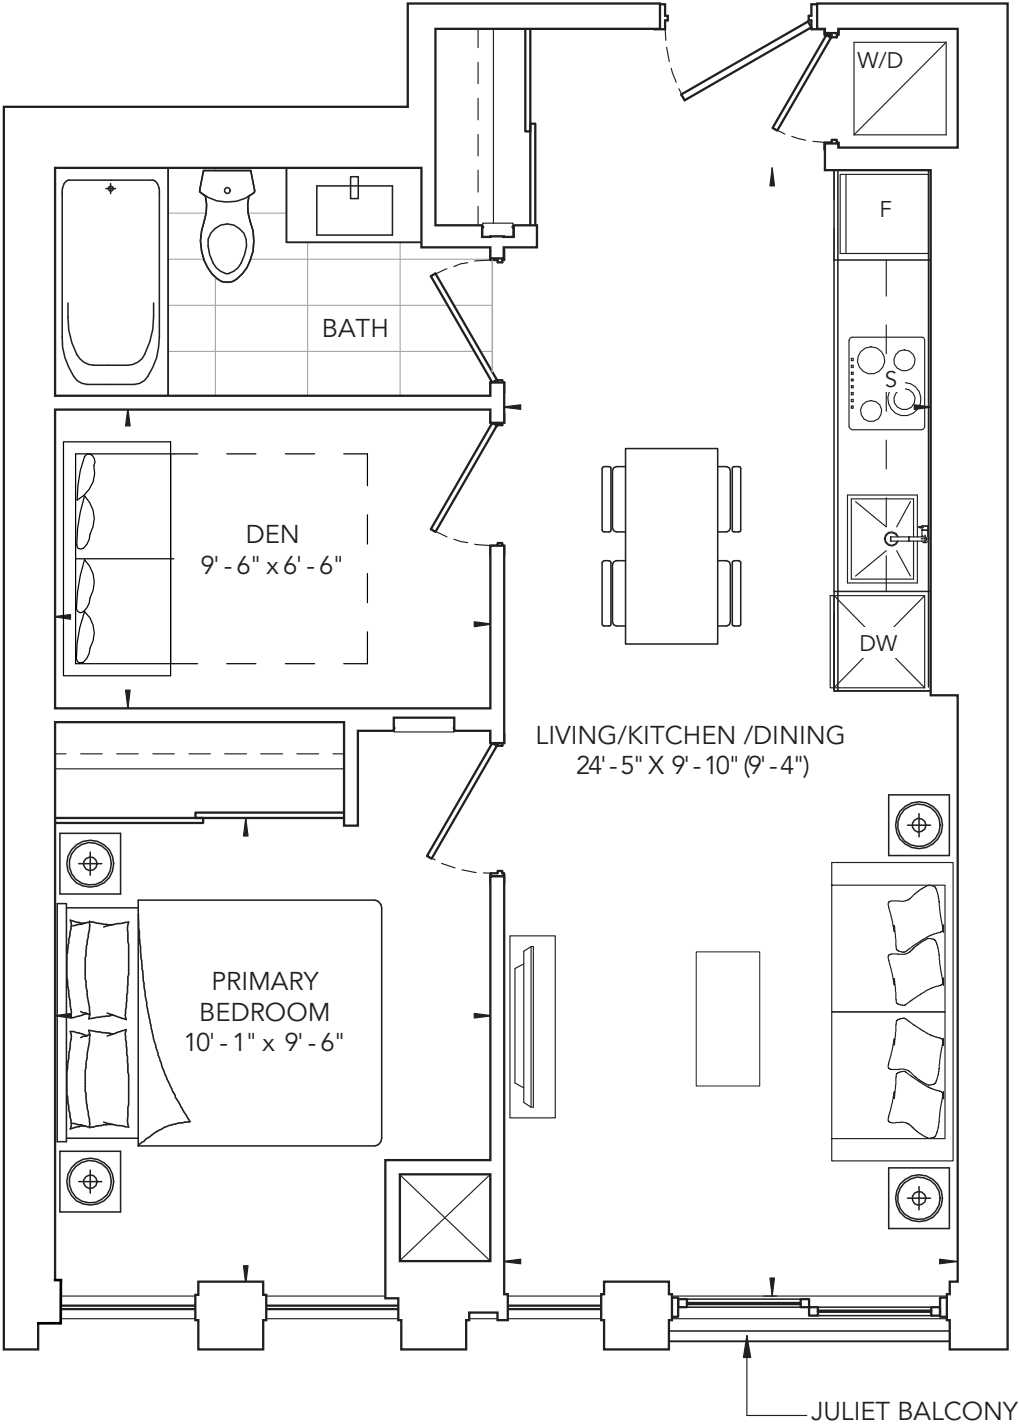 W/D
F
BATH
S
DEN
9' - 6" x 6' - 6"
DW
LIVING/KITCHEN /DINING
24' - 5" X 9' - 10" (9' - 4")
PRIMARY
BEDROOM
10' - 1" x 9' - 6"
JULIET BALCONY